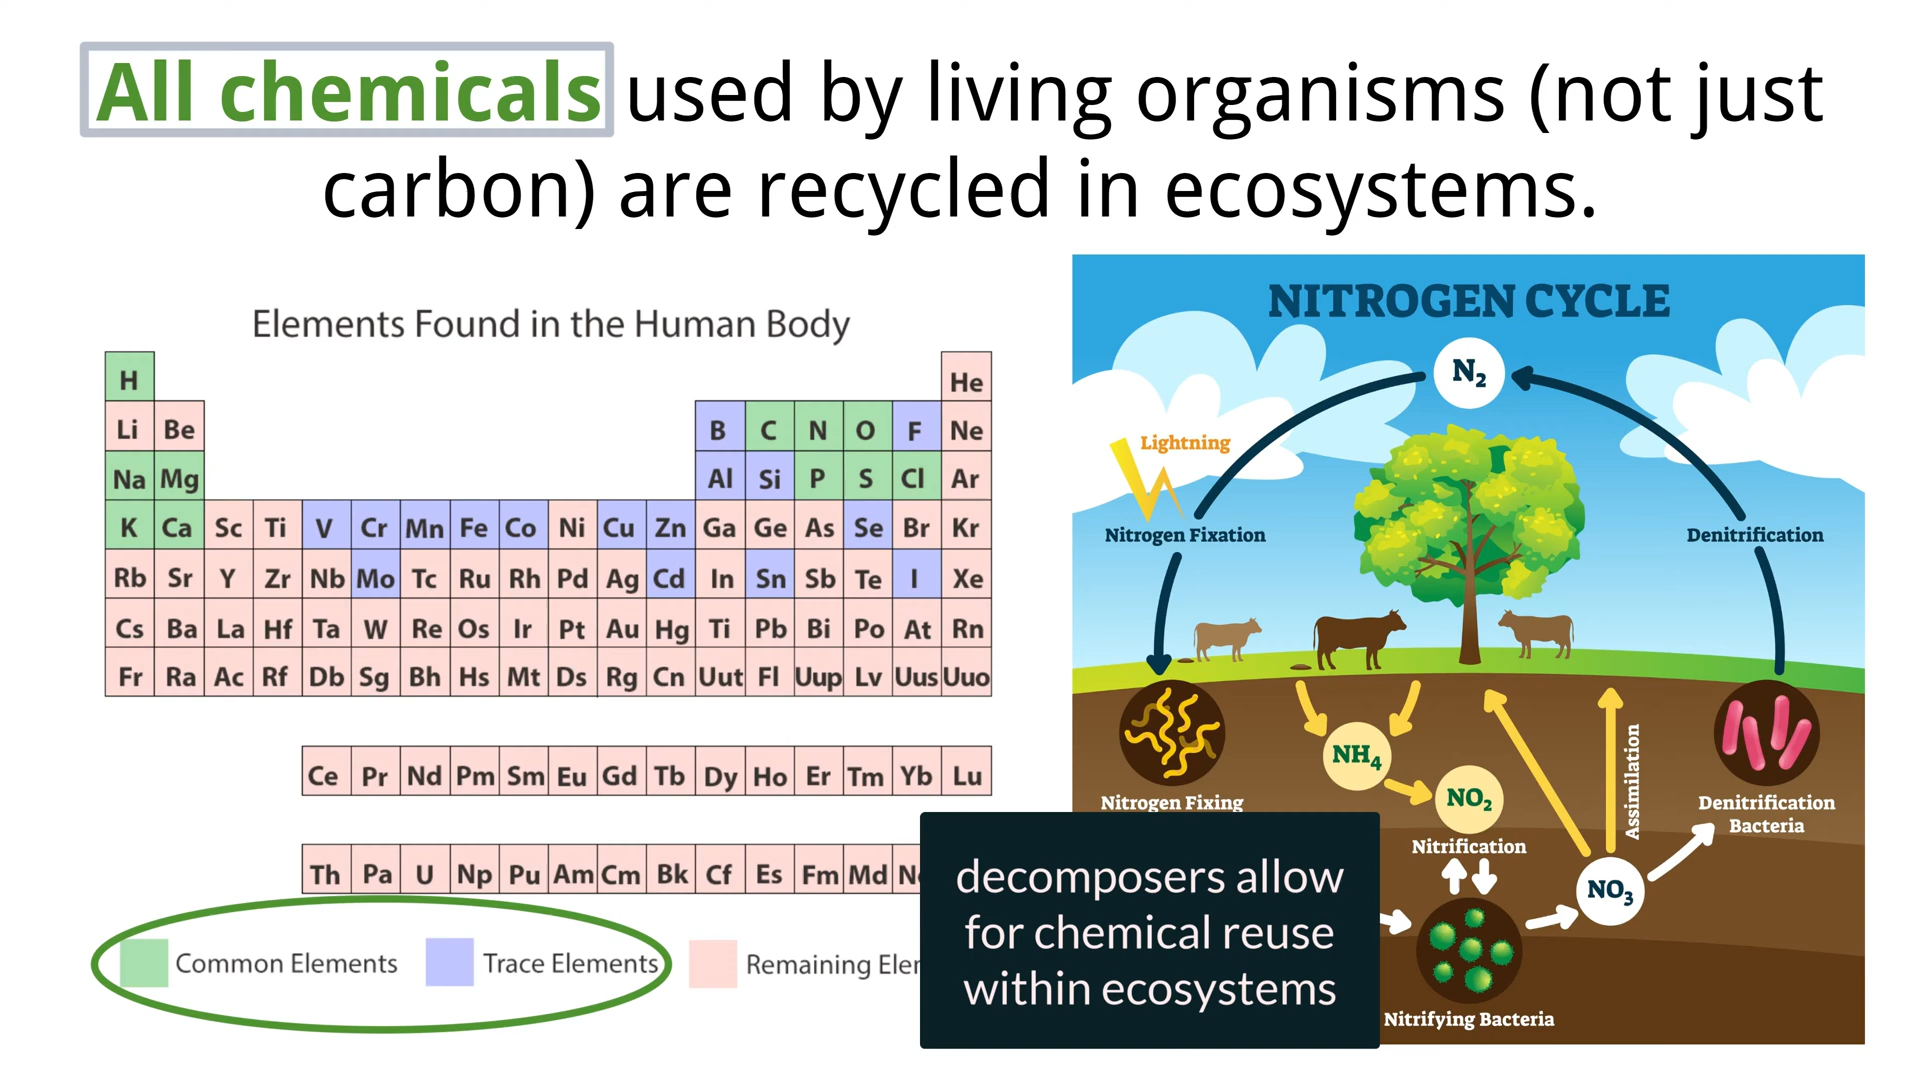 All chemicals used by living organisms (not just
carbon) are recycled in ecosystems.
Elements Found in the Human Body
H He
Li Be B C N O F Ne
Na Mg Al Si P S Cl Ar
K Ca Sc Ti V Cr Mn Fe Co Ni Cu Zn Ga Ge As Se Br Kr
Rb Sr Y Zr Nb Mo Tc Ru Rh Pd Ag Cd In Sn Sb Te I Xe
Cs Ba La Hf Ta W Re Os Ir Pt Au Hg Ti Pb Bi Po At Rn
Fr Ra Ac Rf Db Sg Bh Hs Mt Ds Rg Cn Uut Fl Uup Lv Uus Uuo
Ce Pr Nd Pm Sm Eu Gd Tb Dy Ho Er Tm Yb Lu
Th Pa U Np Pu Am Cm Bk Cf Es Fm Md
Common Elements Trace Elements Remaining
NITROGEN CYCLE
N2
Lightning
Nitrogen Fixation
Denitrification
NH4
NO2
Nitrification
Assimilation
NO3
Nitrogen Fixing
Denitrification
Bacteria
Nitrifying Bacteria
decomposers allow
for chemical reuse
within ecosystems